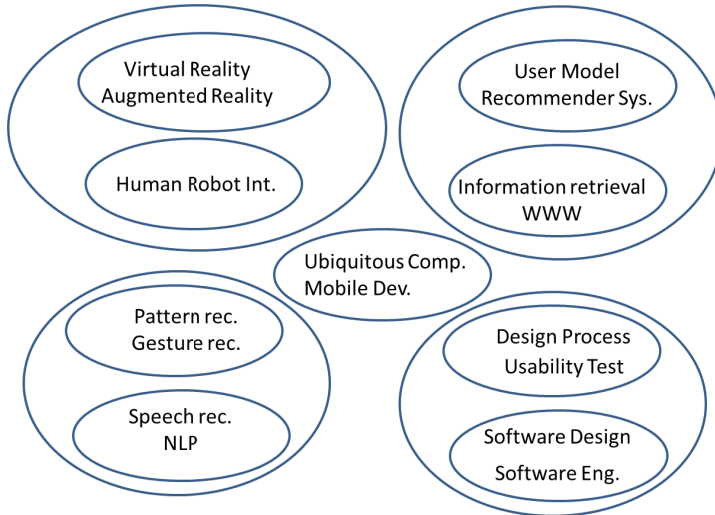 Virtual Reality
Augmented Reality
Human Robot Int.
User Model
Recommender Sys.
Information retrieval
WWW
Ubiquitous Comp.
Mobile Dev.
Pattern rec.
Gesture rec.
Speech rec.
NLP
Design Process
Usability Test
Software Design
Software Eng.